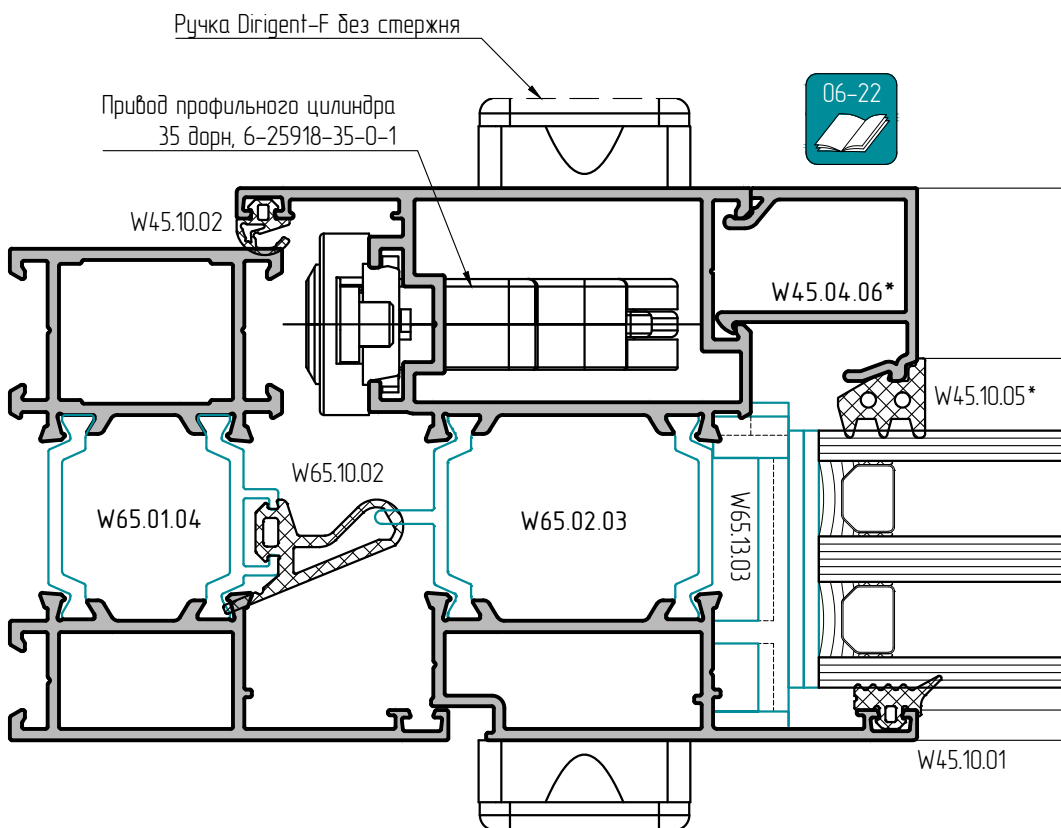 Ручка Dirigent-F без стержня
06-22
Привод профильного цилиндра
35 дорн, 6-25918-35-0-1
W45.10.02
W45.04.06*
W45.10.05*
W65.10.02
W65.01.04
W65.02.03
W65.13.03
W45.10.01